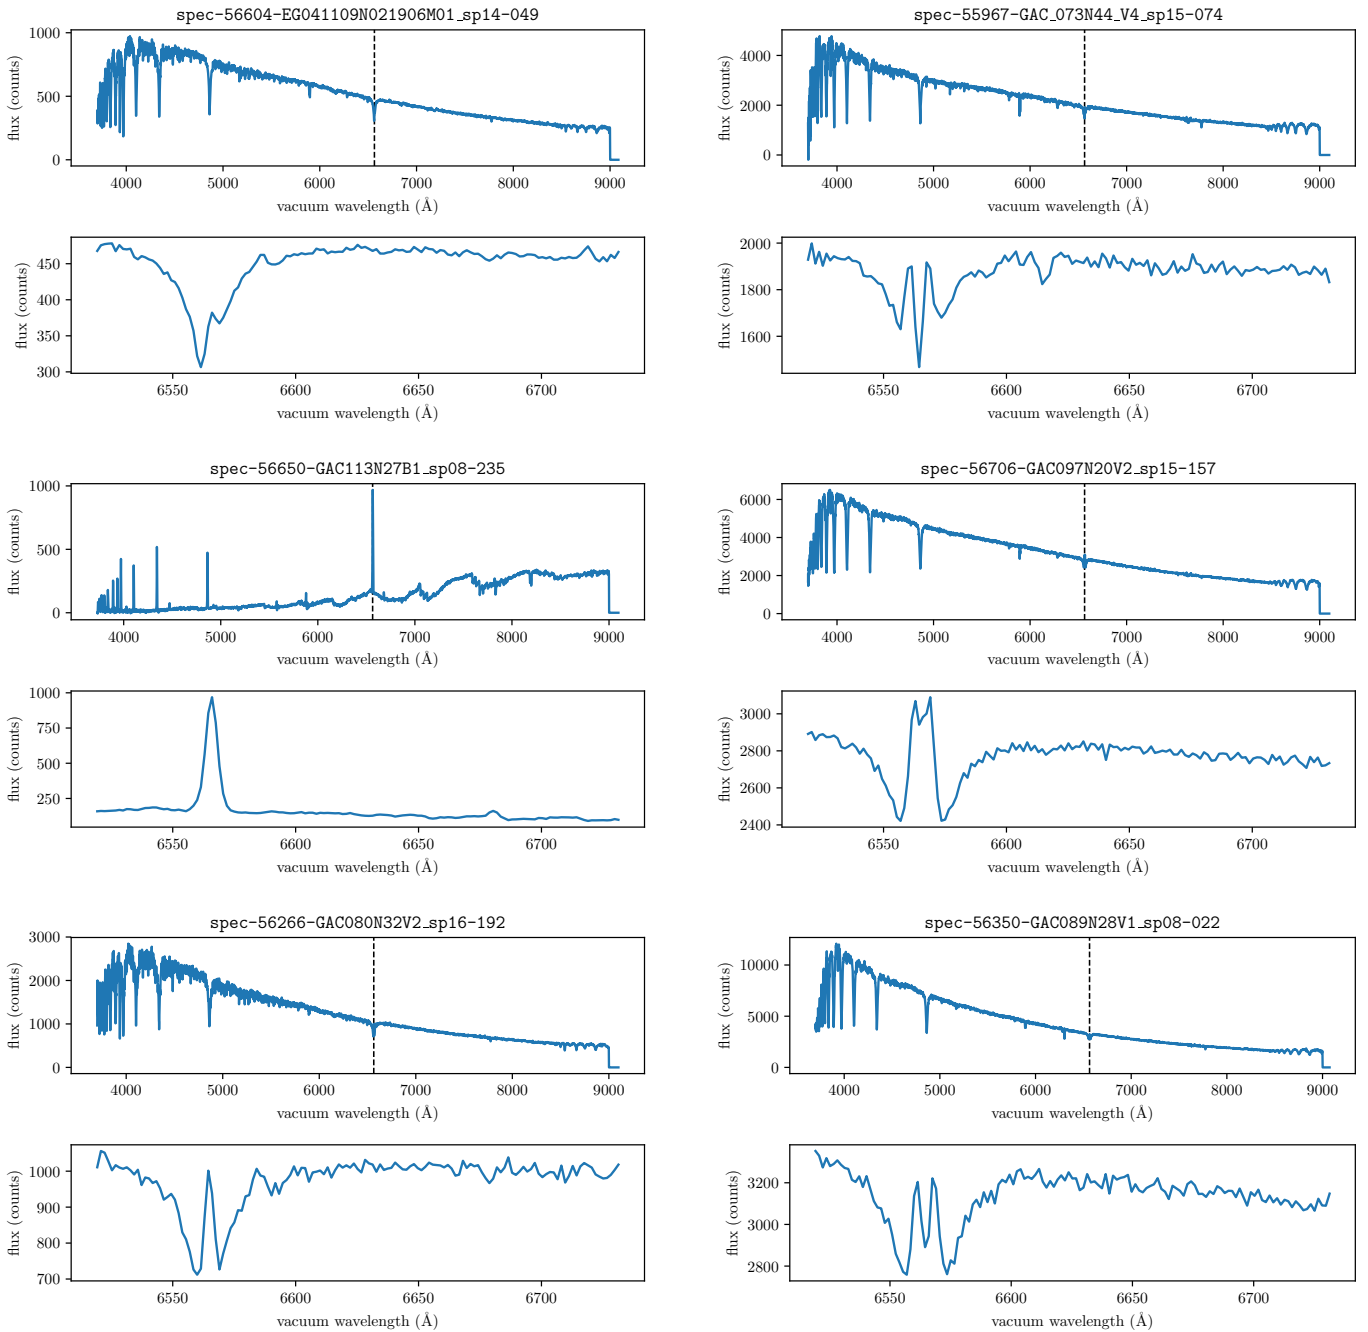 spec-56604-EG041109N021906M01_sp14-049
flux (counts)
1000
500
0
4000 5000 6000 7000 8000 9000
vacuum wavelength (Å)
flux (counts)
450
400
350
300
6550 6600 6650 6700
vacuum wavelength (Å)
spec-55967-GAC_073N44_V4_sp15-074
flux (counts)
4000
2000
0
4000 5000 6000 7000 8000 9000
vacuum wavelength (Å)
flux (counts)
2000
1800
1600
6550 6600 6650 6700
vacuum wavelength (Å)
spec-56650-GAC113N27B1_sp08-235
flux (counts)
1000
500
0
4000 5000 6000 7000 8000 9000
vacuum wavelength (Å)
flux (counts)
1000
750
500
250
6550 6600 6650 6700
vacuum wavelength (Å)
spec-56706-GAC097N20V2_sp15-157
flux (counts)
6000
4000
2000
0
4000 5000 6000 7000 8000 9000
vacuum wavelength (Å)
flux (counts)
3000
2800
2600
2400
6550 6600 6650 6700
vacuum wavelength (Å)
spec-56266-GAC080N32V2_sp16-192
flux (counts)
3000
2000
1000
0
4000 5000 6000 7000 8000 9000
vacuum wavelength (Å)
flux (counts)
1000
900
800
700
6550 6600 6650 6700
vacuum wavelength (Å)
spec-56350-GAC089N28V1_sp08-022
flux (counts)
10000
5000
0
4000 5000 6000 7000 8000 9000
vacuum wavelength (Å)
flux (counts)
3200
3000
2800
6550 6600 6650 6700
vacuum wavelength (Å)